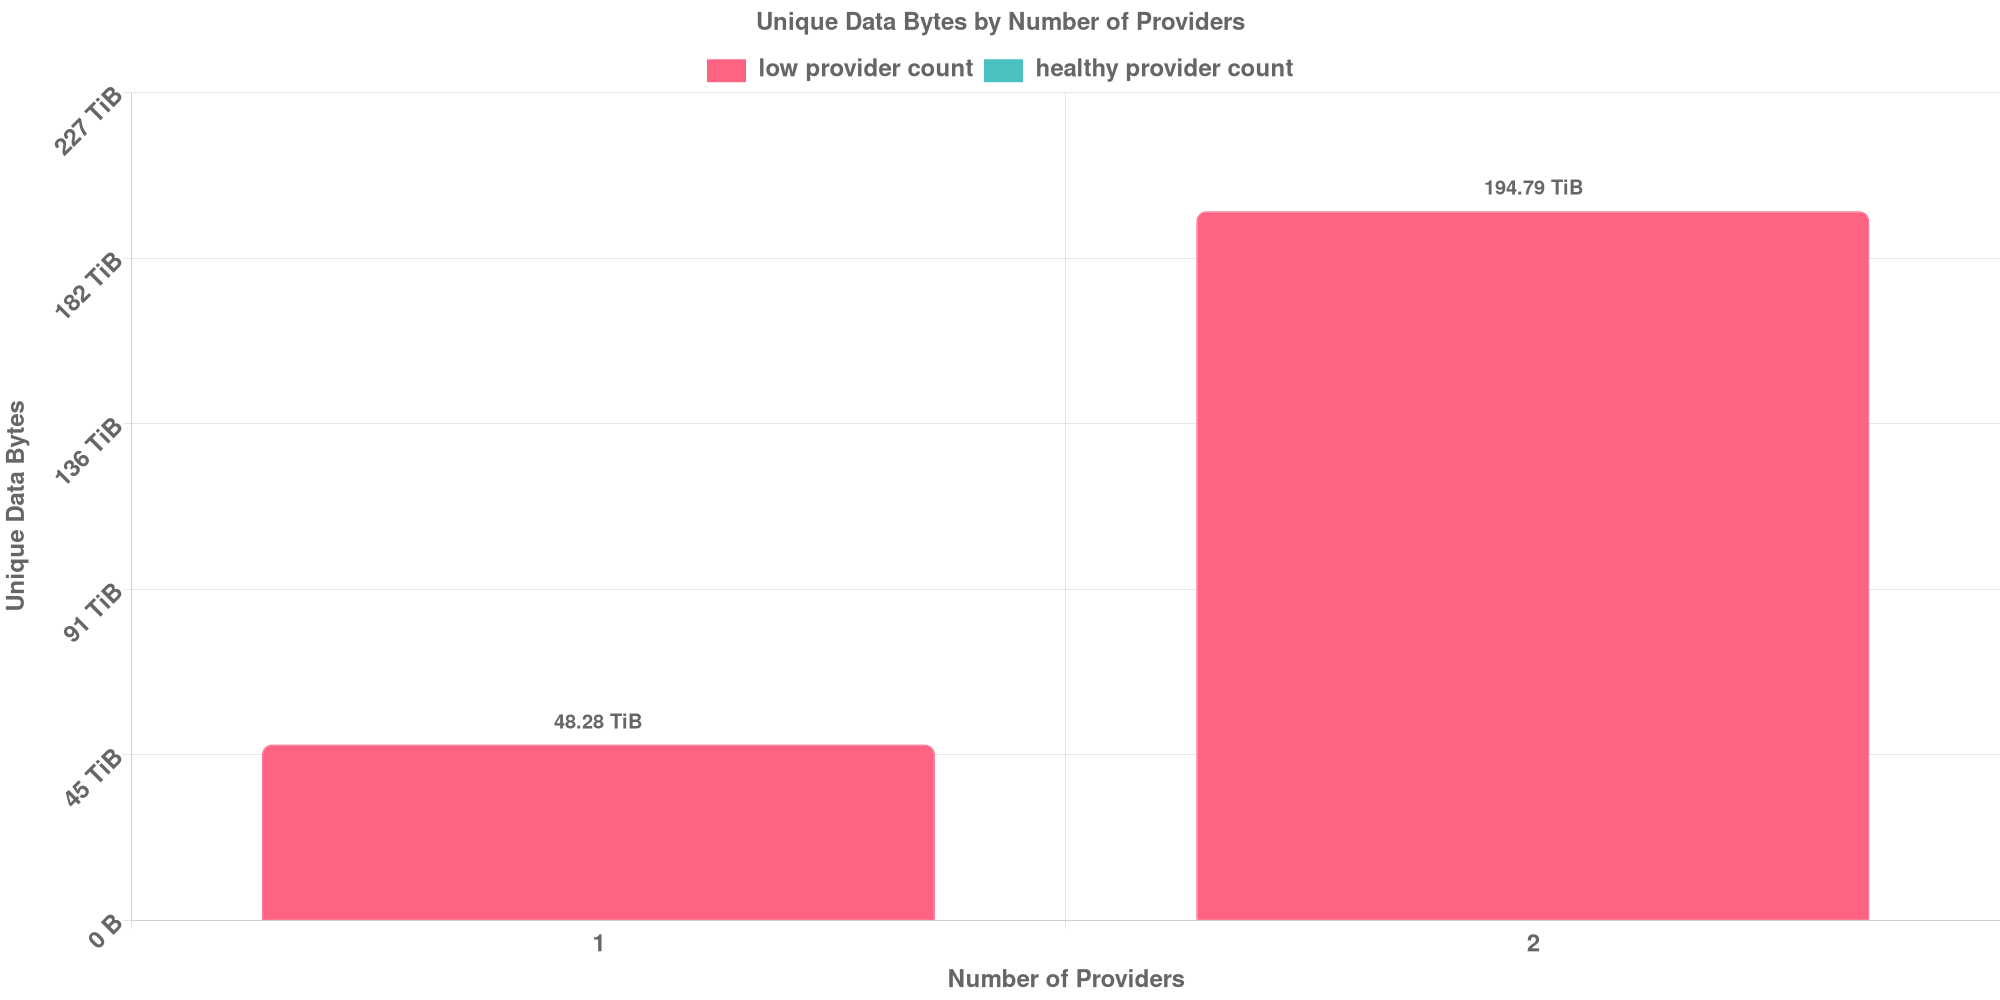 Unique Data Bytes by Number of Providers
low provider count
healthy provider count
Unique Data Bytes
227 TiB
182 TiB
136 TiB
91 TiB
45 TiB
0 B
48.28 TiB
194.79 TiB
1
2
Number of Providers